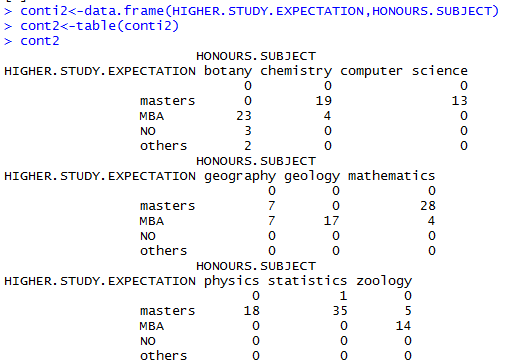 > conti2<-data.frame(HIGHER.STUDY.EXPECTATION,HONOURS.SUBJECT)
> cont2<-table(conti2)
> cont2
HONOURS.SUBJECT
HIGHER.STUDY.EXPECTATION botany chemistry computer science
0 0 0
masters 0 19 13
MBA 23 4 0
NO 3 0 0
others 2 0 0
HONOURS.SUBJECT
HIGHER.STUDY.EXPECTATION geography geology mathematics
0 0 0
masters 7 0 28
MBA 7 17 4
NO 0 0 0
others 0 0 0
HONOURS.SUBJECT
HIGHER.STUDY.EXPECTATION physics statistics zoology
0 1 0
masters 18 35 5
MBA 0 0 14
NO 0 0 0
others 0 0 0